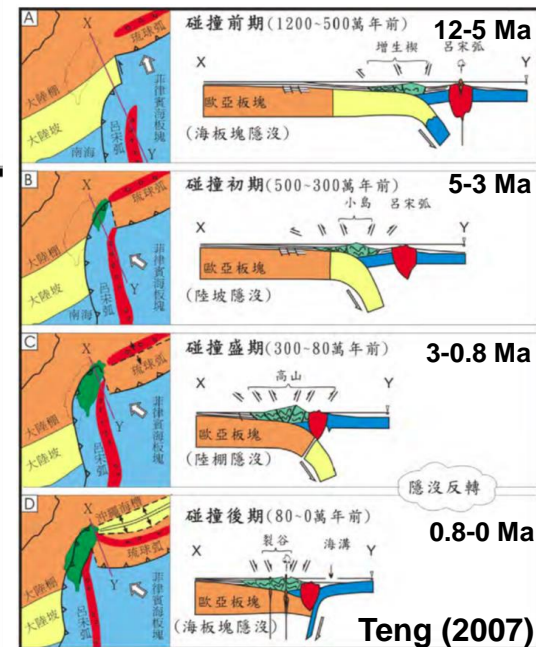 A
琉球弧
大陸棚
大陸坡
南海
呂宋弧
菲律賓海板塊
X
Y
碰撞前期(1200~500萬年前)
12-5 Ma
增生楔
呂宋弧
X
Y
歐亞板塊
(海板塊隱沒)
B
琉球弧
大陸棚
大陸坡
南海
呂宋弧
菲律賓海板塊
X
Y
碰撞初期(500~300萬年前)
5-3 Ma
小島
呂宋弧
X
Y
歐亞板塊
(陸坡隱沒)
C
琉球弧
大陸棚
大陸坡
呂宋弧
菲律賓海板塊
X
Y
碰撞盛期(300~80萬年前)
3-0.8 Ma
高山
X
Y
歐亞板塊
(陸棚隱沒)
隱沒反轉
D
沖繩海槽
琉球弧
大陸棚
大陸坡
呂宋弧
菲律賓海板塊
X
Y
碰撞後期(80~0萬年前)
0.8-0 Ma
裂谷
海溝
X
Y
歐亞板塊
(海板塊隱沒)
Teng (2007)